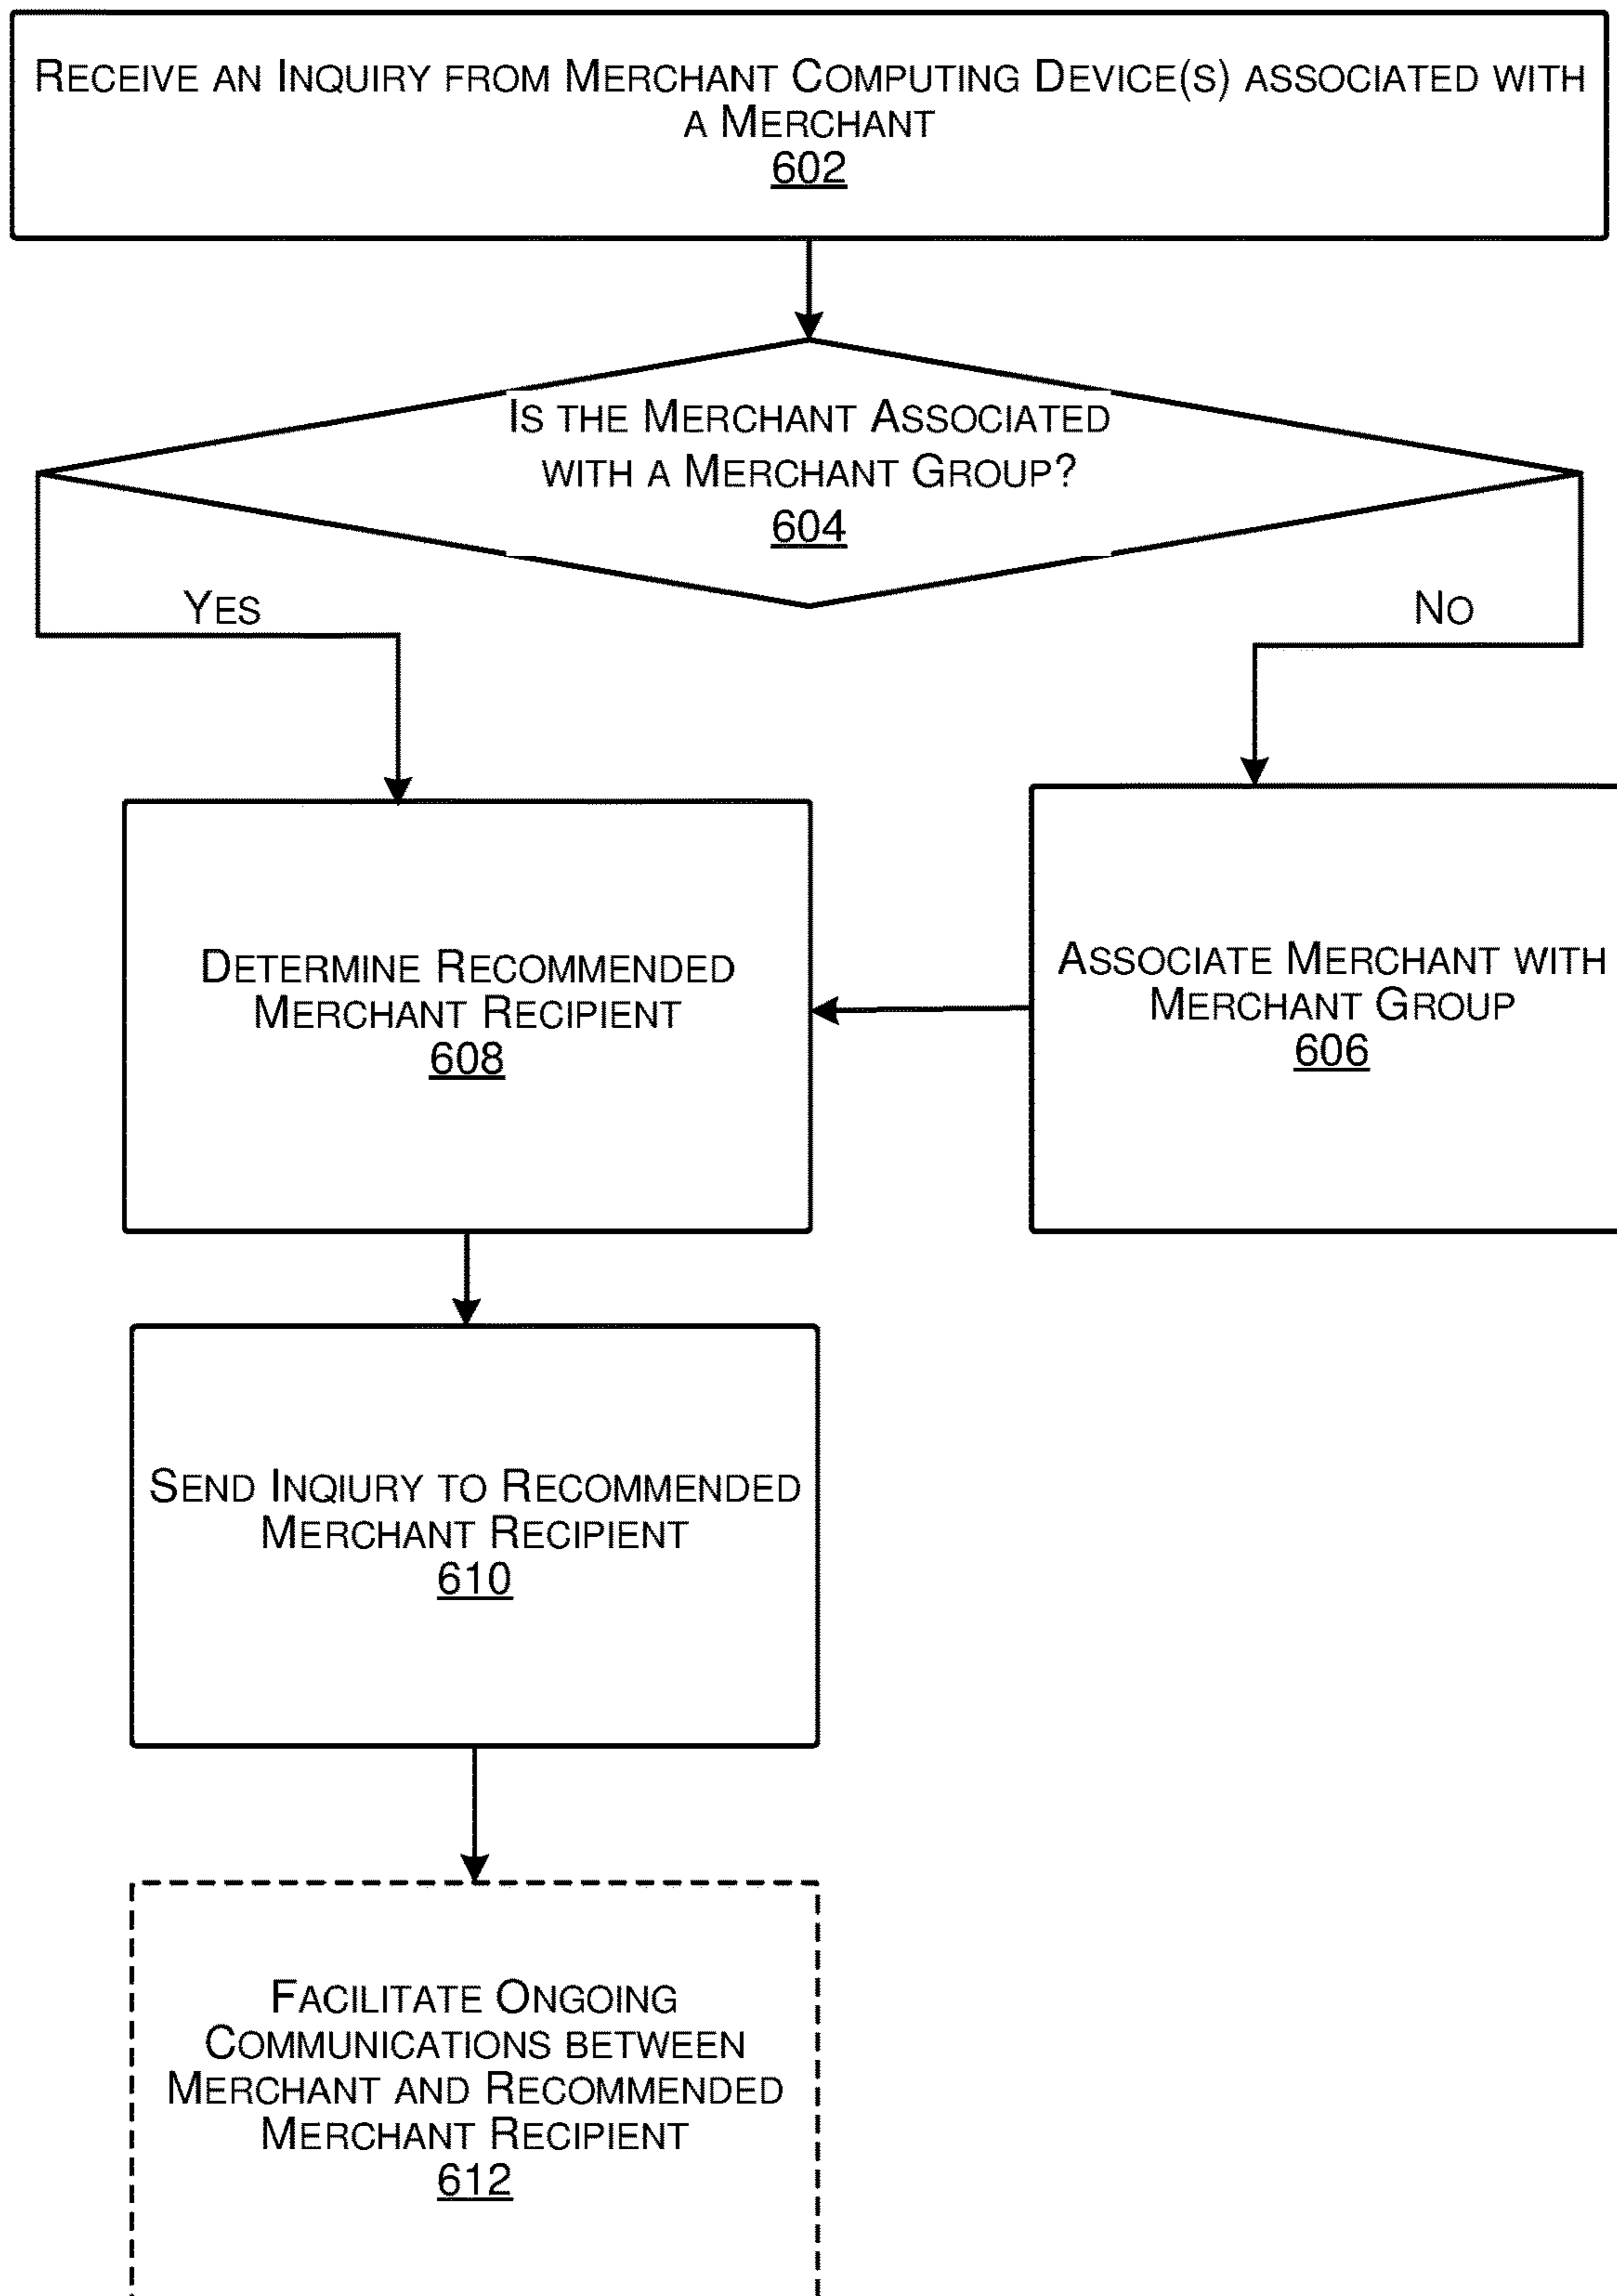 RECEIVE AN INQUIRY FROM MERCHANT COMPUTING DEVICE(S) ASSOCIATED WITH
A MERCHANT
602
IS THE MERCHANT ASSOCIATED
WITH A MERCHANT GROUP?
604
YES
NO
DETERMINE RECOMMENDED
MERCHANT RECIPIENT
608
ASSOCIATE MERCHANT WITH
MERCHANT GROUP
606
SEND INQIURY TO RECOMMENDED
MERCHANT RECIPIENT
610
FACILITATE ONGOING
COMMUNICATIONS BETWEEN
MERCHANT AND RECOMMENDED
MERCHANT RECIPIENT
612